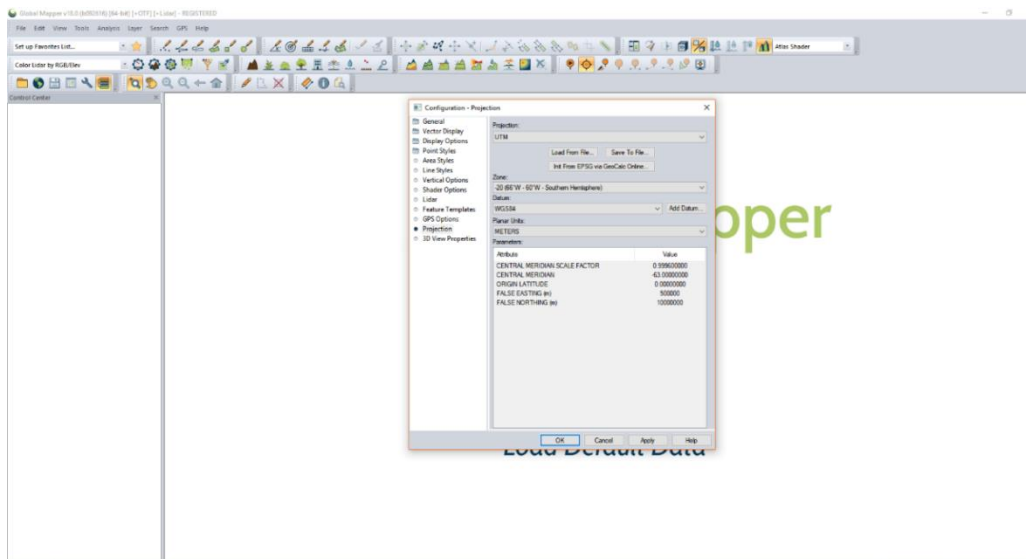 Global Mapper v18.0 (b092616) [64-bit] [+OTF] [+Lidar] - REGISTERED
File Edit View Tools Analysis Layer Search GPS Help
Set up Favorites List...
Atlas Shader
Color Lidar by RGB/Elev
Control Center
Configuration - Projection
General
Vector Display
Display Options
Point Styles
Area Styles
Line Styles
Vertical Options
Shader Options
Lidar
Feature Templates
GPS Options
Projection
3D View Properties
Projection:
UTM
Load From File... Save To File...
Init From EPSG via GeoCalc Online...
Zone:
-20 (66°W - 60°W - Southern Hemisphere)
Datum:
WGS84 Add Datum...
Planar Units:
METERS
Parameters:
Attribute Value
CENTRAL MERIDIAN SCALE FACTOR 0.999600000
CENTRAL MERIDIAN -63.00000000
ORIGIN LATITUDE 0.00000000
FALSE EASTING (m) 500000
FALSE NORTHING (m) 10000000
OK Cancel Apply Help
pper
Load Default Data